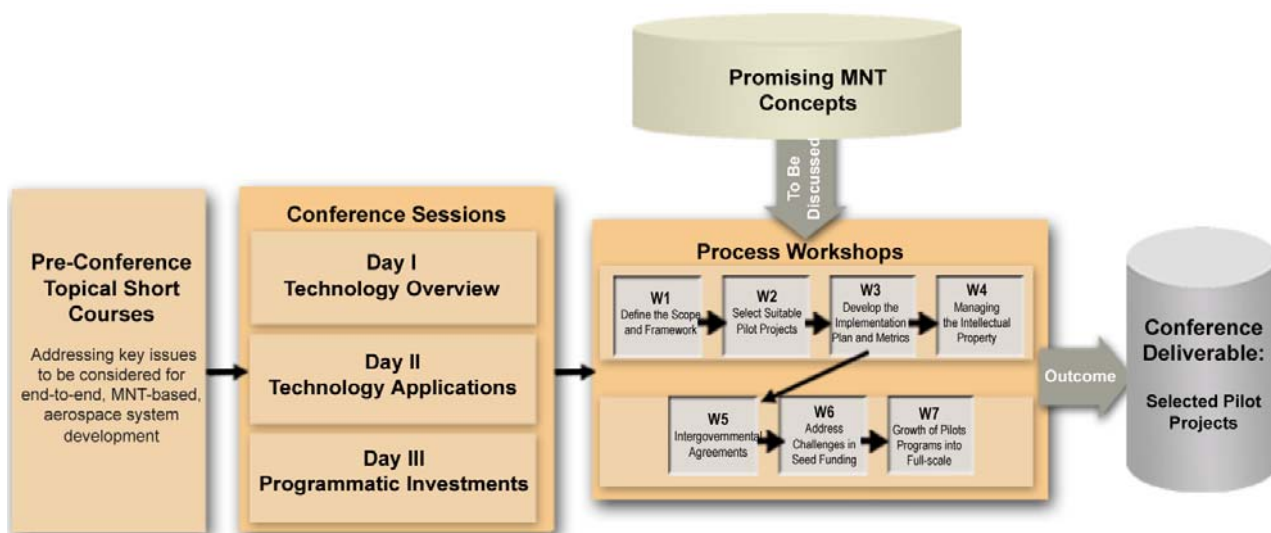 Promising MNT
Concepts
To Be
Discussed
Pre-Conference
Topical Short
Courses
Addressing key issues
to be considered for
end-to-end, MNT-based,
aerospace system
development
Conference Sessions
Day I
Technology Overview
Day II
Technology Applications
Day III
Programmatic Investments
Process Workshops
W1
Define the Scope
and Framework
W2
Select Suitable
Pilot Projects
W3
Develop the
Implementation
Plan and Metrics
W4
Managing
the Intellectual
Property
W5
Intergovernmental
Agreements
W6
Address
Challenges in
Seed Funding
W7
Growth of Pilots
Programs into
Full-scale
Outcome
Conference
Deliverable:
Selected Pilot
Projects